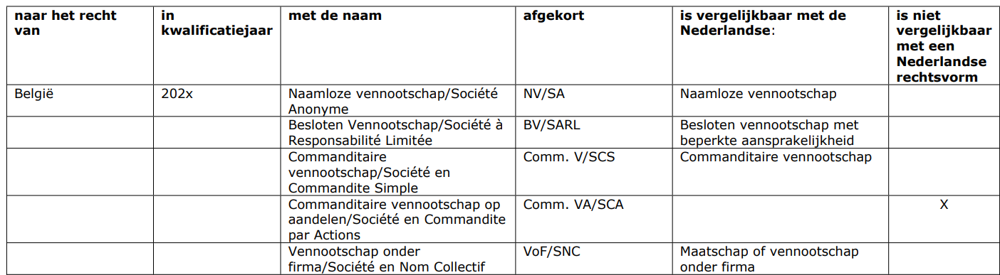 naar het recht van
in kwalificatiejaar
met de naam
afgekort
is vergelijkbaar met de Nederlandse:
is niet vergelijkbaar met een Nederlandse rechtsvorm
België
202x
Naamloze vennootschap/Société
Anonyme
NV/SA
Naamloze vennootschap
Besloten Vennootschap/Société à
Responsabilité Limitée
BV/SARL
Besloten vennootschap met
beperkte aansprakelijkheid
Commanditaire
vennootschap/Société en
Commandite Simple
Comm. V/SCS
Commanditaire vennootschap
Commanditaire vennootschap op
aandelen/Société en Commandite
par Actions
Comm. VA/SCA
X
Vennootschap onder
firma/Société en Nom Collectif
VoF/SNC
Maatschap of vennootschap
onder firma